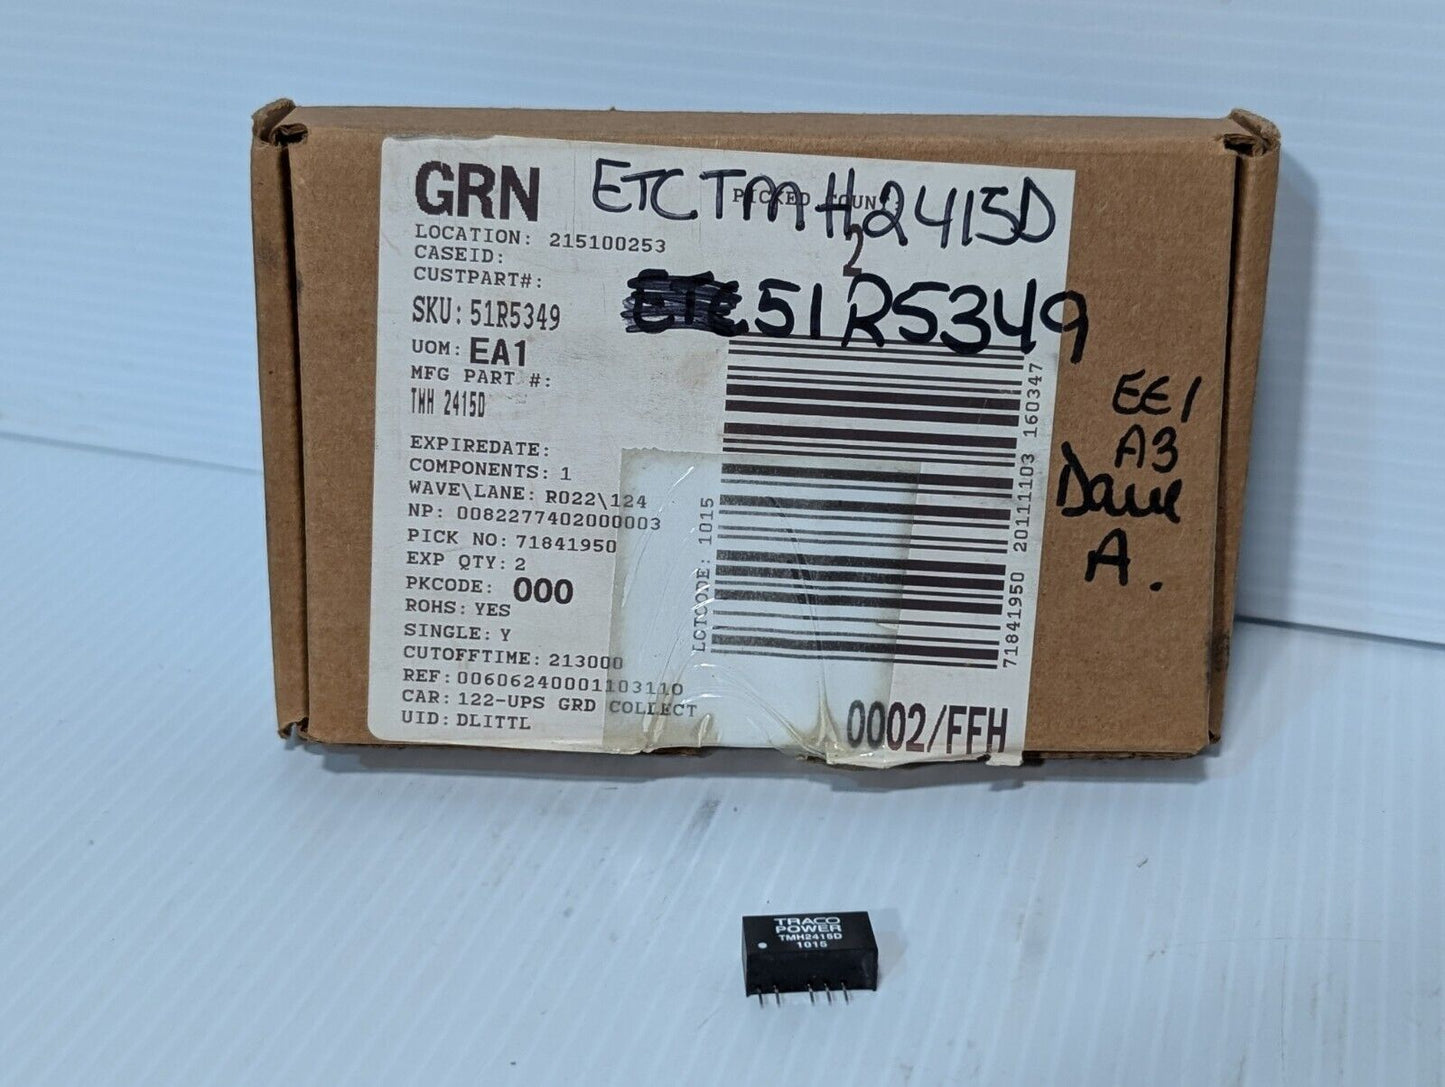 GRN ETCTMH2415D
PICKED COUNT:
2
LOCATION: 215100253
CASEID:
CUSTPART#:
SKU: 51R5349
ETC 51R5349
UOM: EA1
MFG PART #:
TMH 2415D
EXPIREDATE:
COMPONENTS: 1
WAVE\LANE: R022\124
NP: 0082277402000003
PICK NO: 71841950
EXP QTY: 2
PKCODE: 000
ROHS: YES
SINGLE: Y
CUTOFFTIME: 213000
REF: 00606240001103110
CAR: 122-UPS GRD COLLECT
UID: DLITTL
LCTCODE: 1015
71841950 20111103 160347
0002/FFH
EE1
A3
Dave
A.
TRACO
POWER
TMH2415D
1015